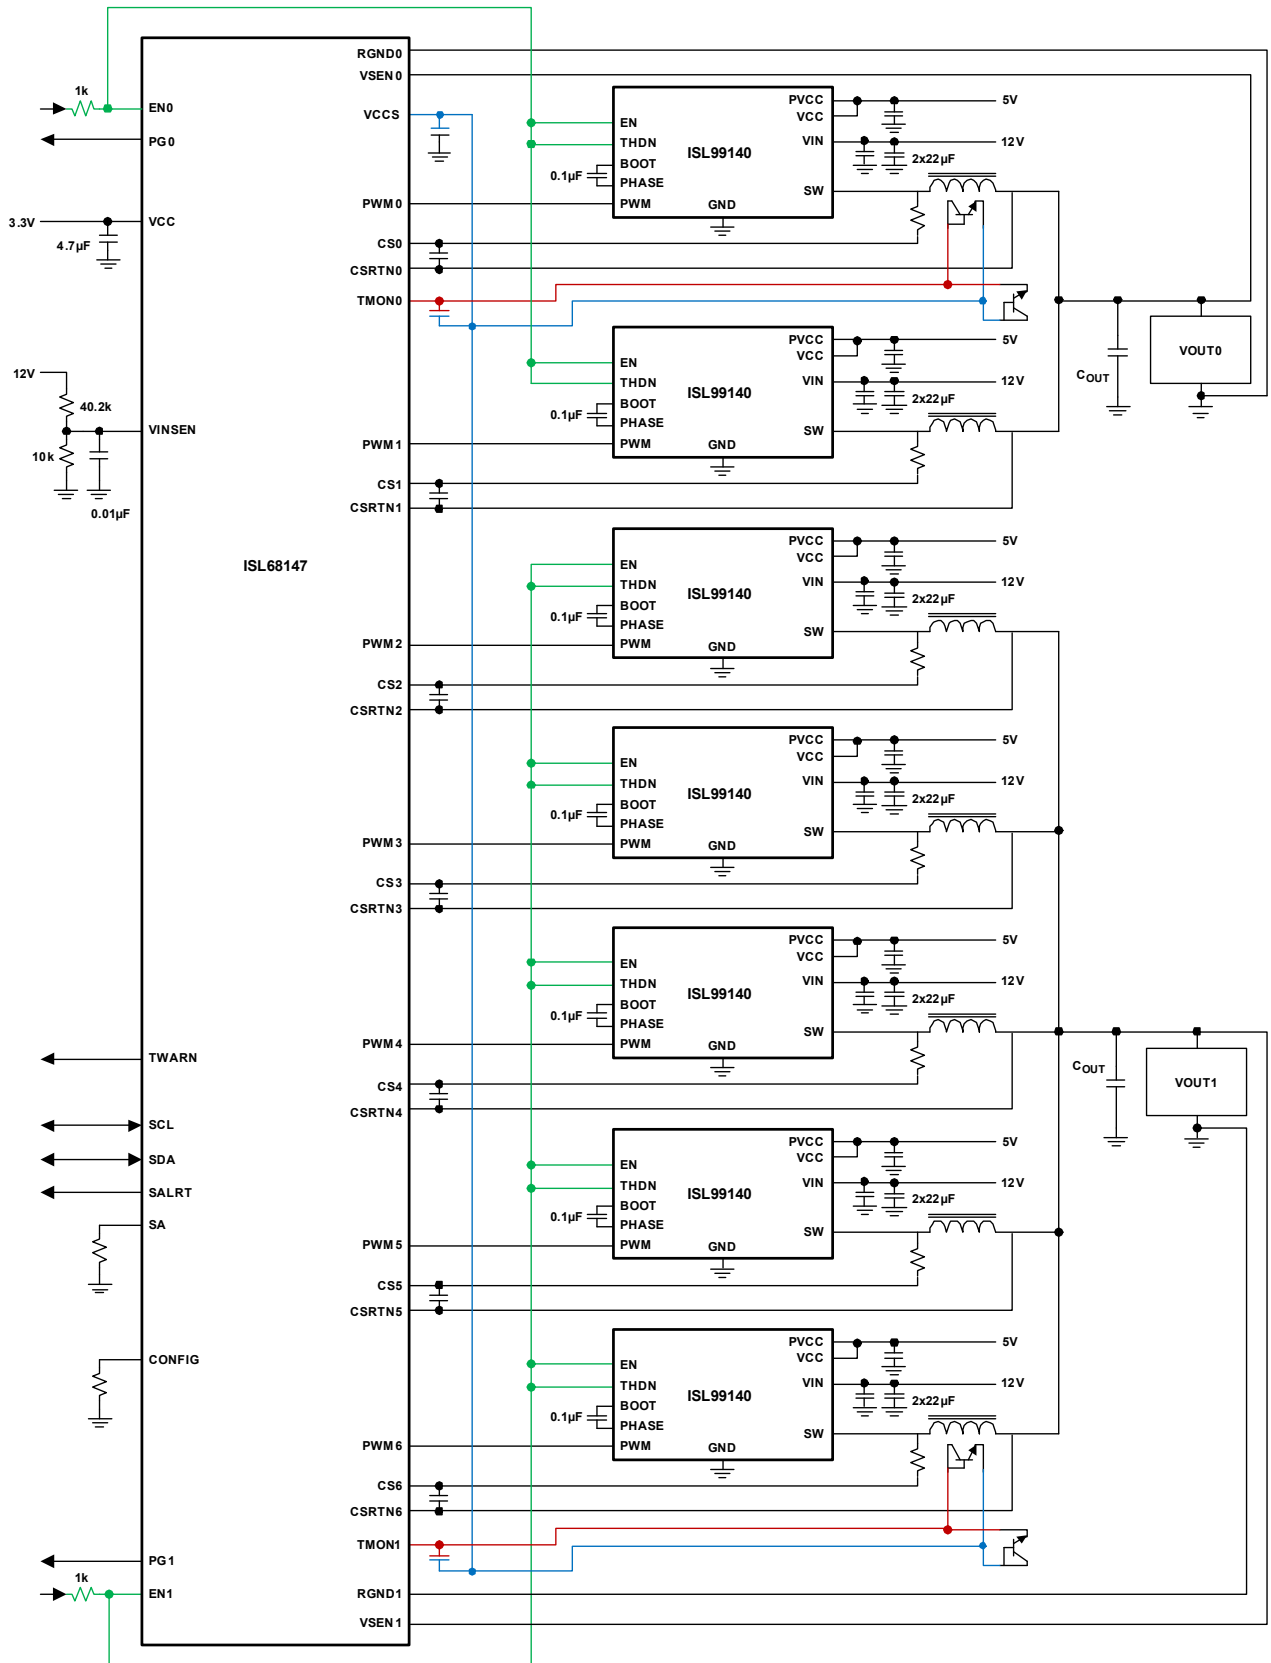 1k
EN0
PG0
3.3V
VCC
4.7µF
12V
40.2k
VINSEN
10k
0.01µF
ISL68147
TWARN
SCL
SDA
SALRT
SA
CONFIG
PG1
1k
EN1
RGND0
VSEN0
VCCS
PWM0
CS0
CSRTN0
TMON0
PWM1
CS1
CSRTN1
PWM2
CS2
CSRTN2
PWM3
CS3
CSRTN3
PWM4
CS4
CSRTN4
PWM5
CS5
CSRTN5
PWM6
CS6
CSRTN6
TMON1
RGND1
VSEN1
EN
THDN
BOOT
0.1µF
PHASE
PWM
ISL99140
GND
PVCC
VCC
VIN
SW
5V
12V
2x22µF
EN
THDN
BOOT
0.1µF
PHASE
PWM
ISL99140
GND
PVCC
VCC
VIN
SW
5V
12V
2x22µF
COUT
VOUT0
EN
THDN
BOOT
0.1µF
PHASE
PWM
ISL99140
GND
PVCC
VCC
VIN
SW
5V
12V
2x22µF
EN
THDN
BOOT
0.1µF
PHASE
PWM
ISL99140
GND
PVCC
VCC
VIN
SW
5V
12V
2x22µF
EN
THDN
BOOT
0.1µF
PHASE
PWM
ISL99140
GND
PVCC
VCC
VIN
SW
5V
12V
2x22µF
COUT
VOUT1
EN
THDN
BOOT
0.1µF
PHASE
PWM
ISL99140
GND
PVCC
VCC
VIN
SW
5V
12V
2x22µF
EN
THDN
BOOT
0.1µF
PHASE
PWM
ISL99140
GND
PVCC
VCC
VIN
SW
5V
12V
2x22µF